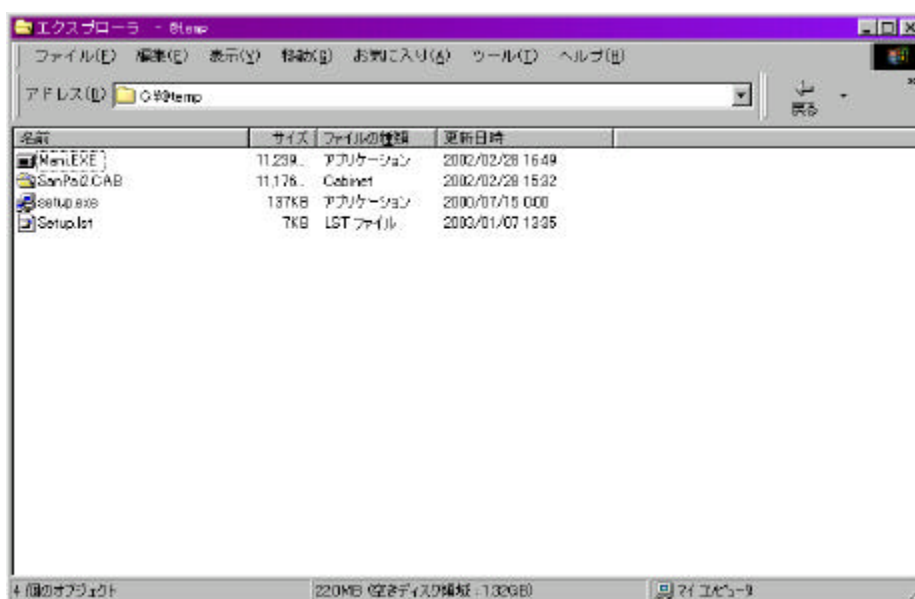 エクスプローラ - @temp
ファイル(F) 編集(E) 表示(V) 移動(G) お気に入り(A) ツール(T) ヘルプ(H)
アドレス(D) G:¥@temp
戻る
名前 サイズ ファイルの種類 更新日時
Mani.EXE 11,239... アプリケーション 2002/02/28 16:49
SanPai2.CAB 11,176... Cabinet 2002/02/28 15:32
setup.exe 137KB アプリケーション 2000/07/15 0:00
Setup.lst 7KB LST ファイル 2003/01/07 13:35
4 個のオブジェクト 22.0MB (空きディスク領域 : 1.32GB) マイ コンピュータ